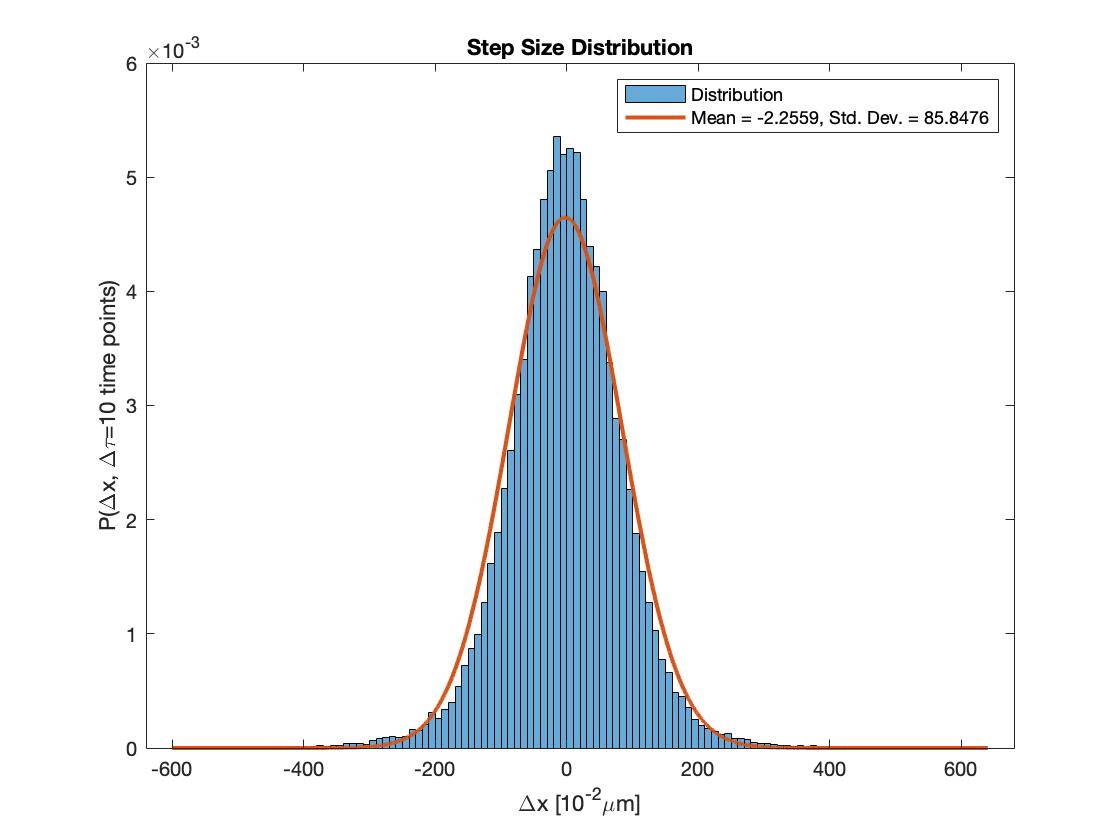 Step Size Distribution
×10⁻³
Distribution
Mean = -2.2559, Std. Dev. = 85.8476
P(Δx, Δτ=10 time points)
6
5
4
3
2
1
0
-600 -400 -200 0 200 400 600
Δx [10⁻²μm]